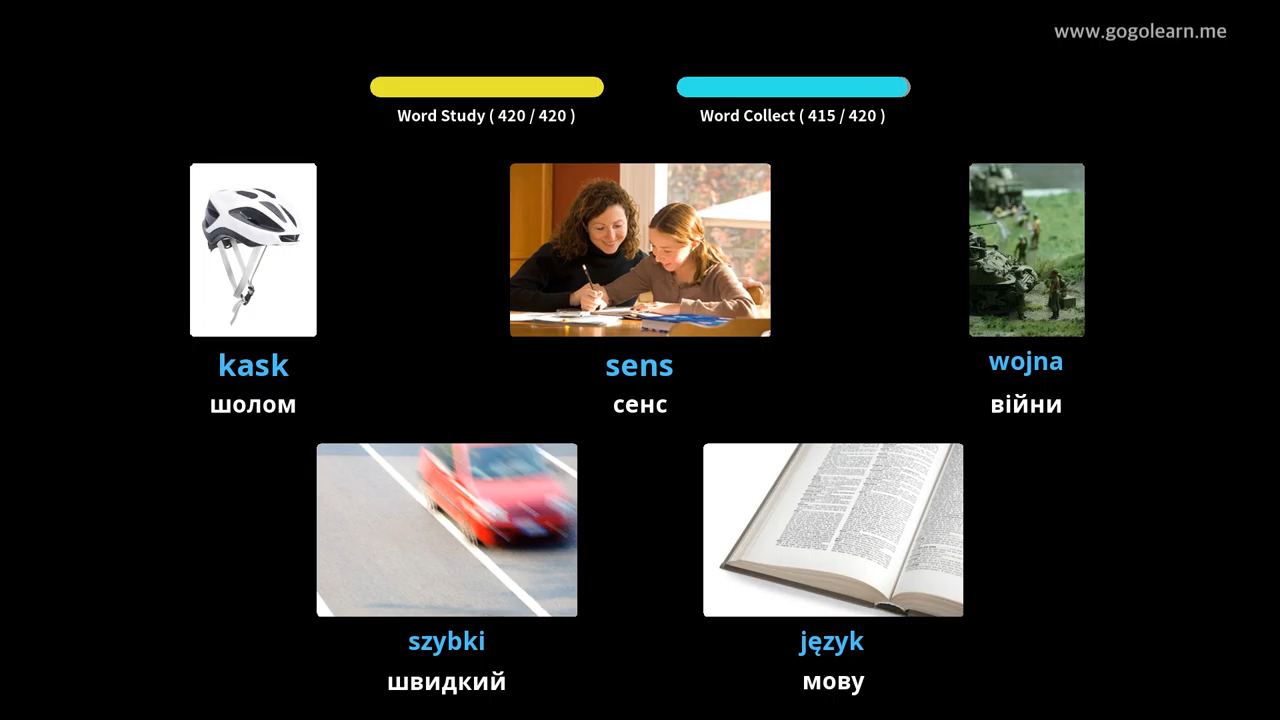 www.gogolearn.me
Word Study ( 420 / 420 )
Word Collect ( 415 / 420 )
kask
шолом
sens
сенс
wojna
війни
szybki
швидкий
język
мову